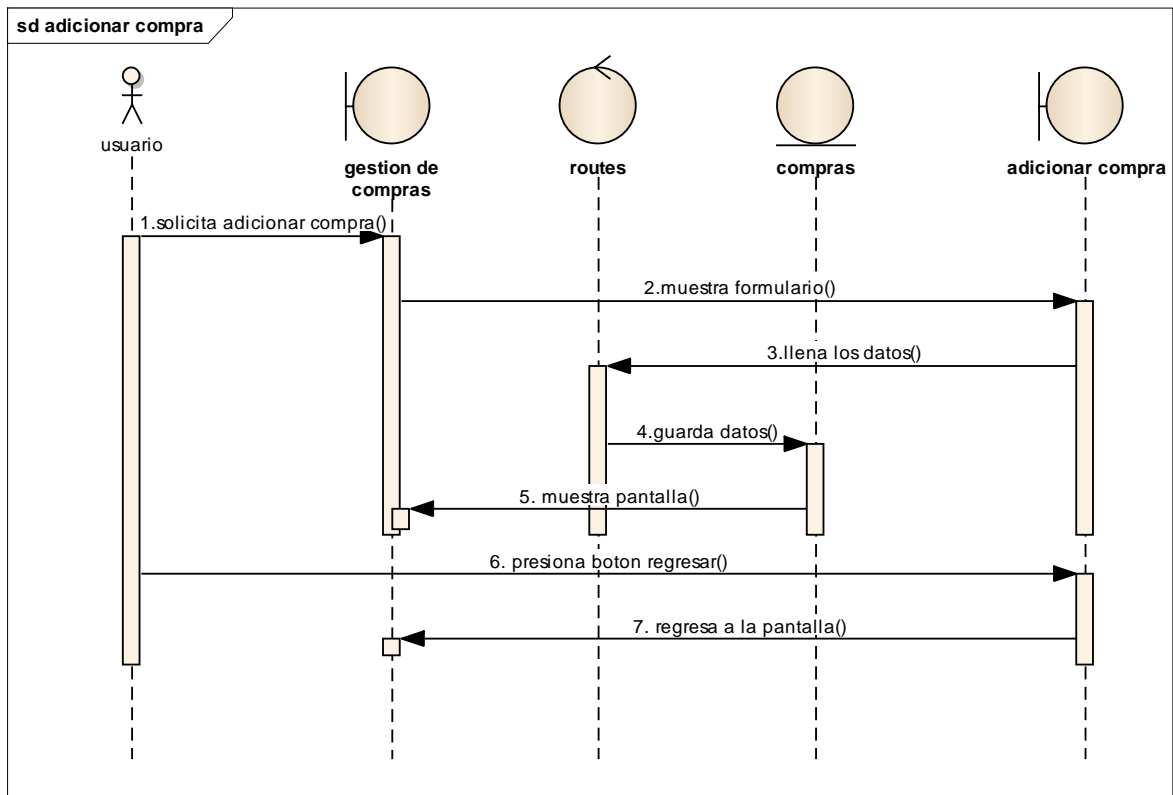 sd adicionar compra
usuario
gestion de
compras
routes
compras
adicionar compra
1.solicita adicionar compra()
2.muestra formulario()
3.llena los datos()
4.guarda datos()
5. muestra pantalla()
6. presiona boton regresar()
7. regresa a la pantalla()